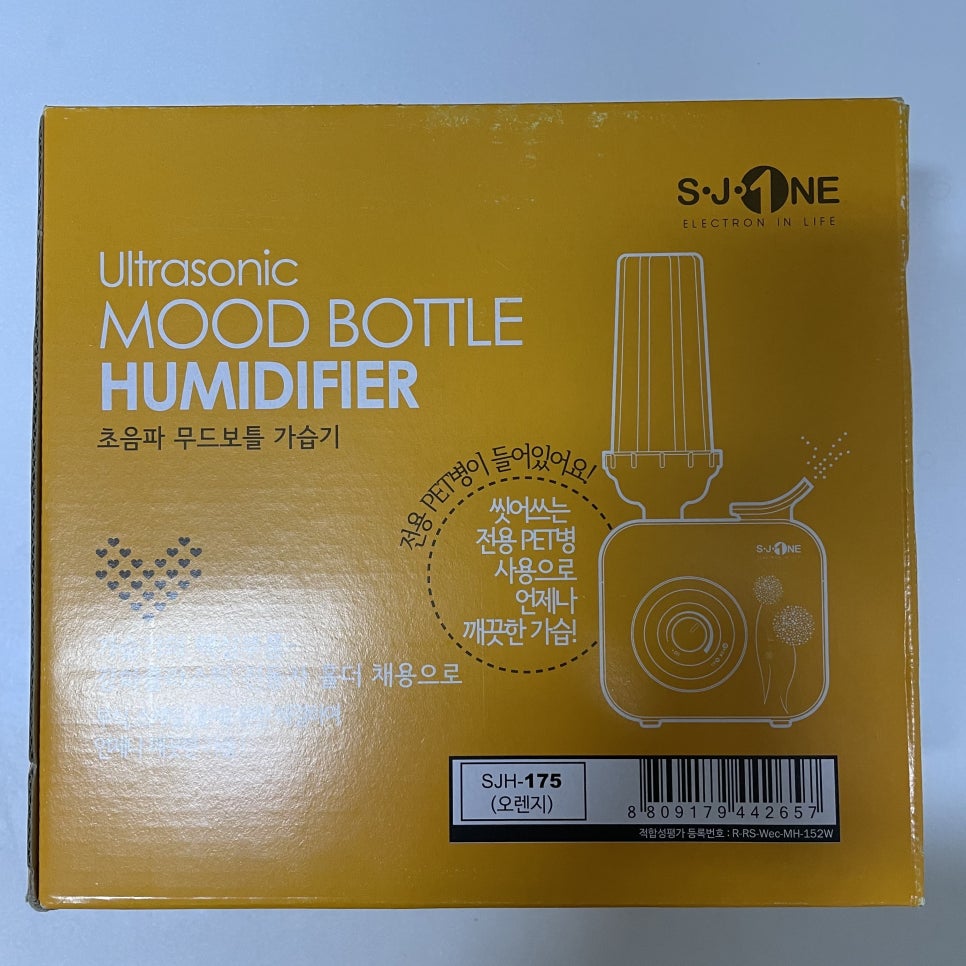 S·J·1NE
ELECTRON IN LIFE
Ultrasonic
MOOD BOTTLE
HUMIDIFIER
초음파 무드보틀 가습기
전용 PET병이 들어있어요!
씻어쓰는
전용 PET병
사용으로
언제나
깨끗한 가습!
S·J·1NE
홀더 채용으로
SJH-175
(오렌지)
8 809179 442657
적합성평가 등록번호 : R-RS-Wec-MH-152W